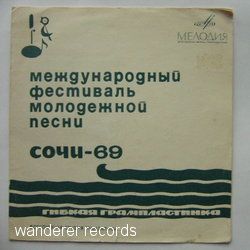 МЕЛОДИЯ
МЕЖДУНАРОДНЫЙ
ФЕСТИВАЛЬ
МОЛОДЕЖНОЙ
ПЕСНИ
СОЧИ-69
ГИБКАЯ ГРАМПЛАСТИНКА
wanderer records